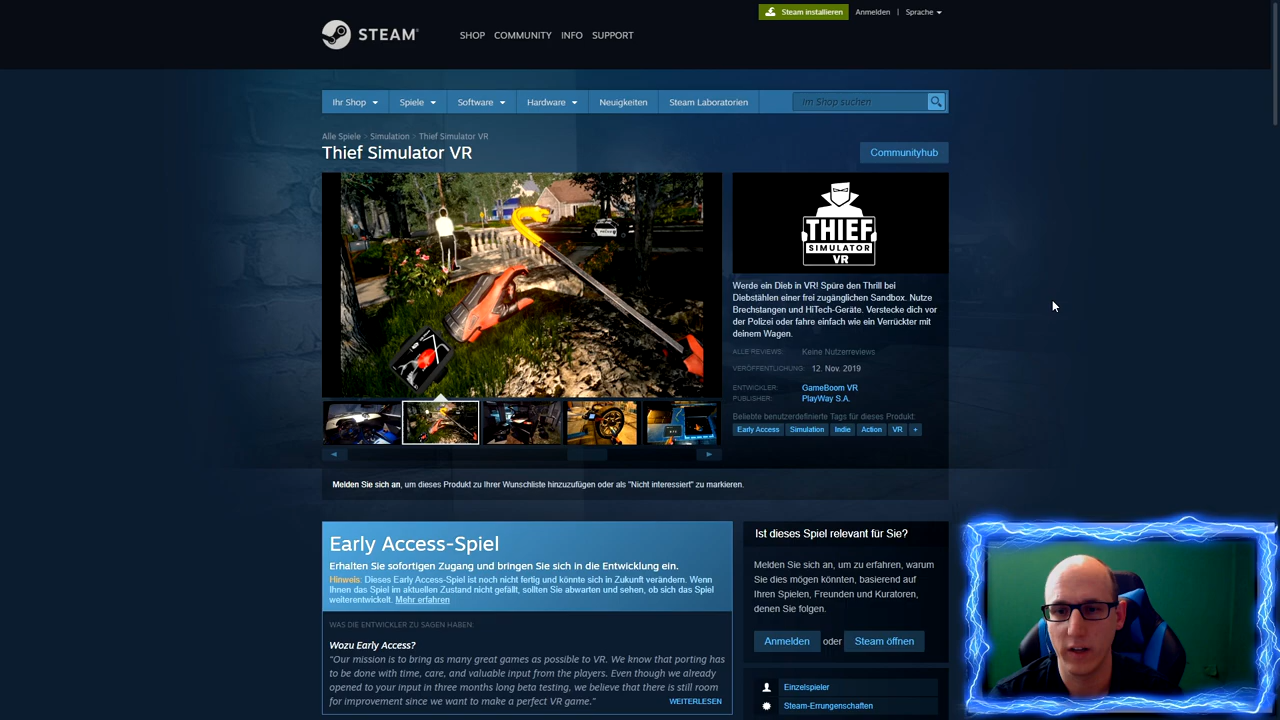 Steam installieren
Anmelden | Sprache
STEAM®
SHOP COMMUNITY INFO SUPPORT
Ihr Shop Spiele Software Hardware Neuigkeiten Steam Laboratorien Im Shop suchen
Alle Spiele > Simulation > Thief Simulator VR
Thief Simulator VR
Communityhub
THIEF
SIMULATOR
VR
Werde ein Dieb in VR! Spüre den Thrill bei
Diebstählen einer frei zugänglichen Sandbox. Nutze
Brechstangen und HiTech-Geräte. Verstecke dich vor
der Polizei oder fahre einfach wie ein Verrückter mit
deinem Wagen.
ALLE REVIEWS: Keine Nutzerreviews
VERÖFFENTLICHUNG: 12. Nov. 2019
ENTWICKLER: GameBoom VR
PUBLISHER: PlayWay S.A.
Beliebte benutzerdefinierte Tags für dieses Produkt:
Early Access Simulation Indie Action VR +
Melden Sie sich an, um dieses Produkt zu Ihrer Wunschliste hinzuzufügen oder als "Nicht interessiert" zu markieren.
Early Access-Spiel
Erhalten Sie sofortigen Zugang und bringen Sie sich in die Entwicklung ein.
Hinweis: Dieses Early Access-Spiel ist noch nicht fertig und könnte sich in Zukunft verändern. Wenn
Ihnen das Spiel im aktuellen Zustand nicht gefällt, sollten Sie abwarten und sehen, ob sich das Spiel
weiterentwickelt. Mehr erfahren
WAS DIE ENTWICKLER ZU SAGEN HABEN:
Wozu Early Access?
"Our mission is to bring as many great games as possible to VR. We know that porting has
to be done with time, care, and valuable input from the players. Even though we already
opened to your input in three months long beta testing, we believe that there is still room
for improvement since we want to make a perfect VR game."
WEITERLESEN
Ist dieses Spiel relevant für Sie?
Melden Sie sich an, um zu erfahren, warum
Sie dies mögen könnten, basierend auf
Ihren Spielen, Freunden und Kuratoren,
denen Sie folgen.
Anmelden oder Steam öffnen
Einzelspieler
Steam-Errungenschaften